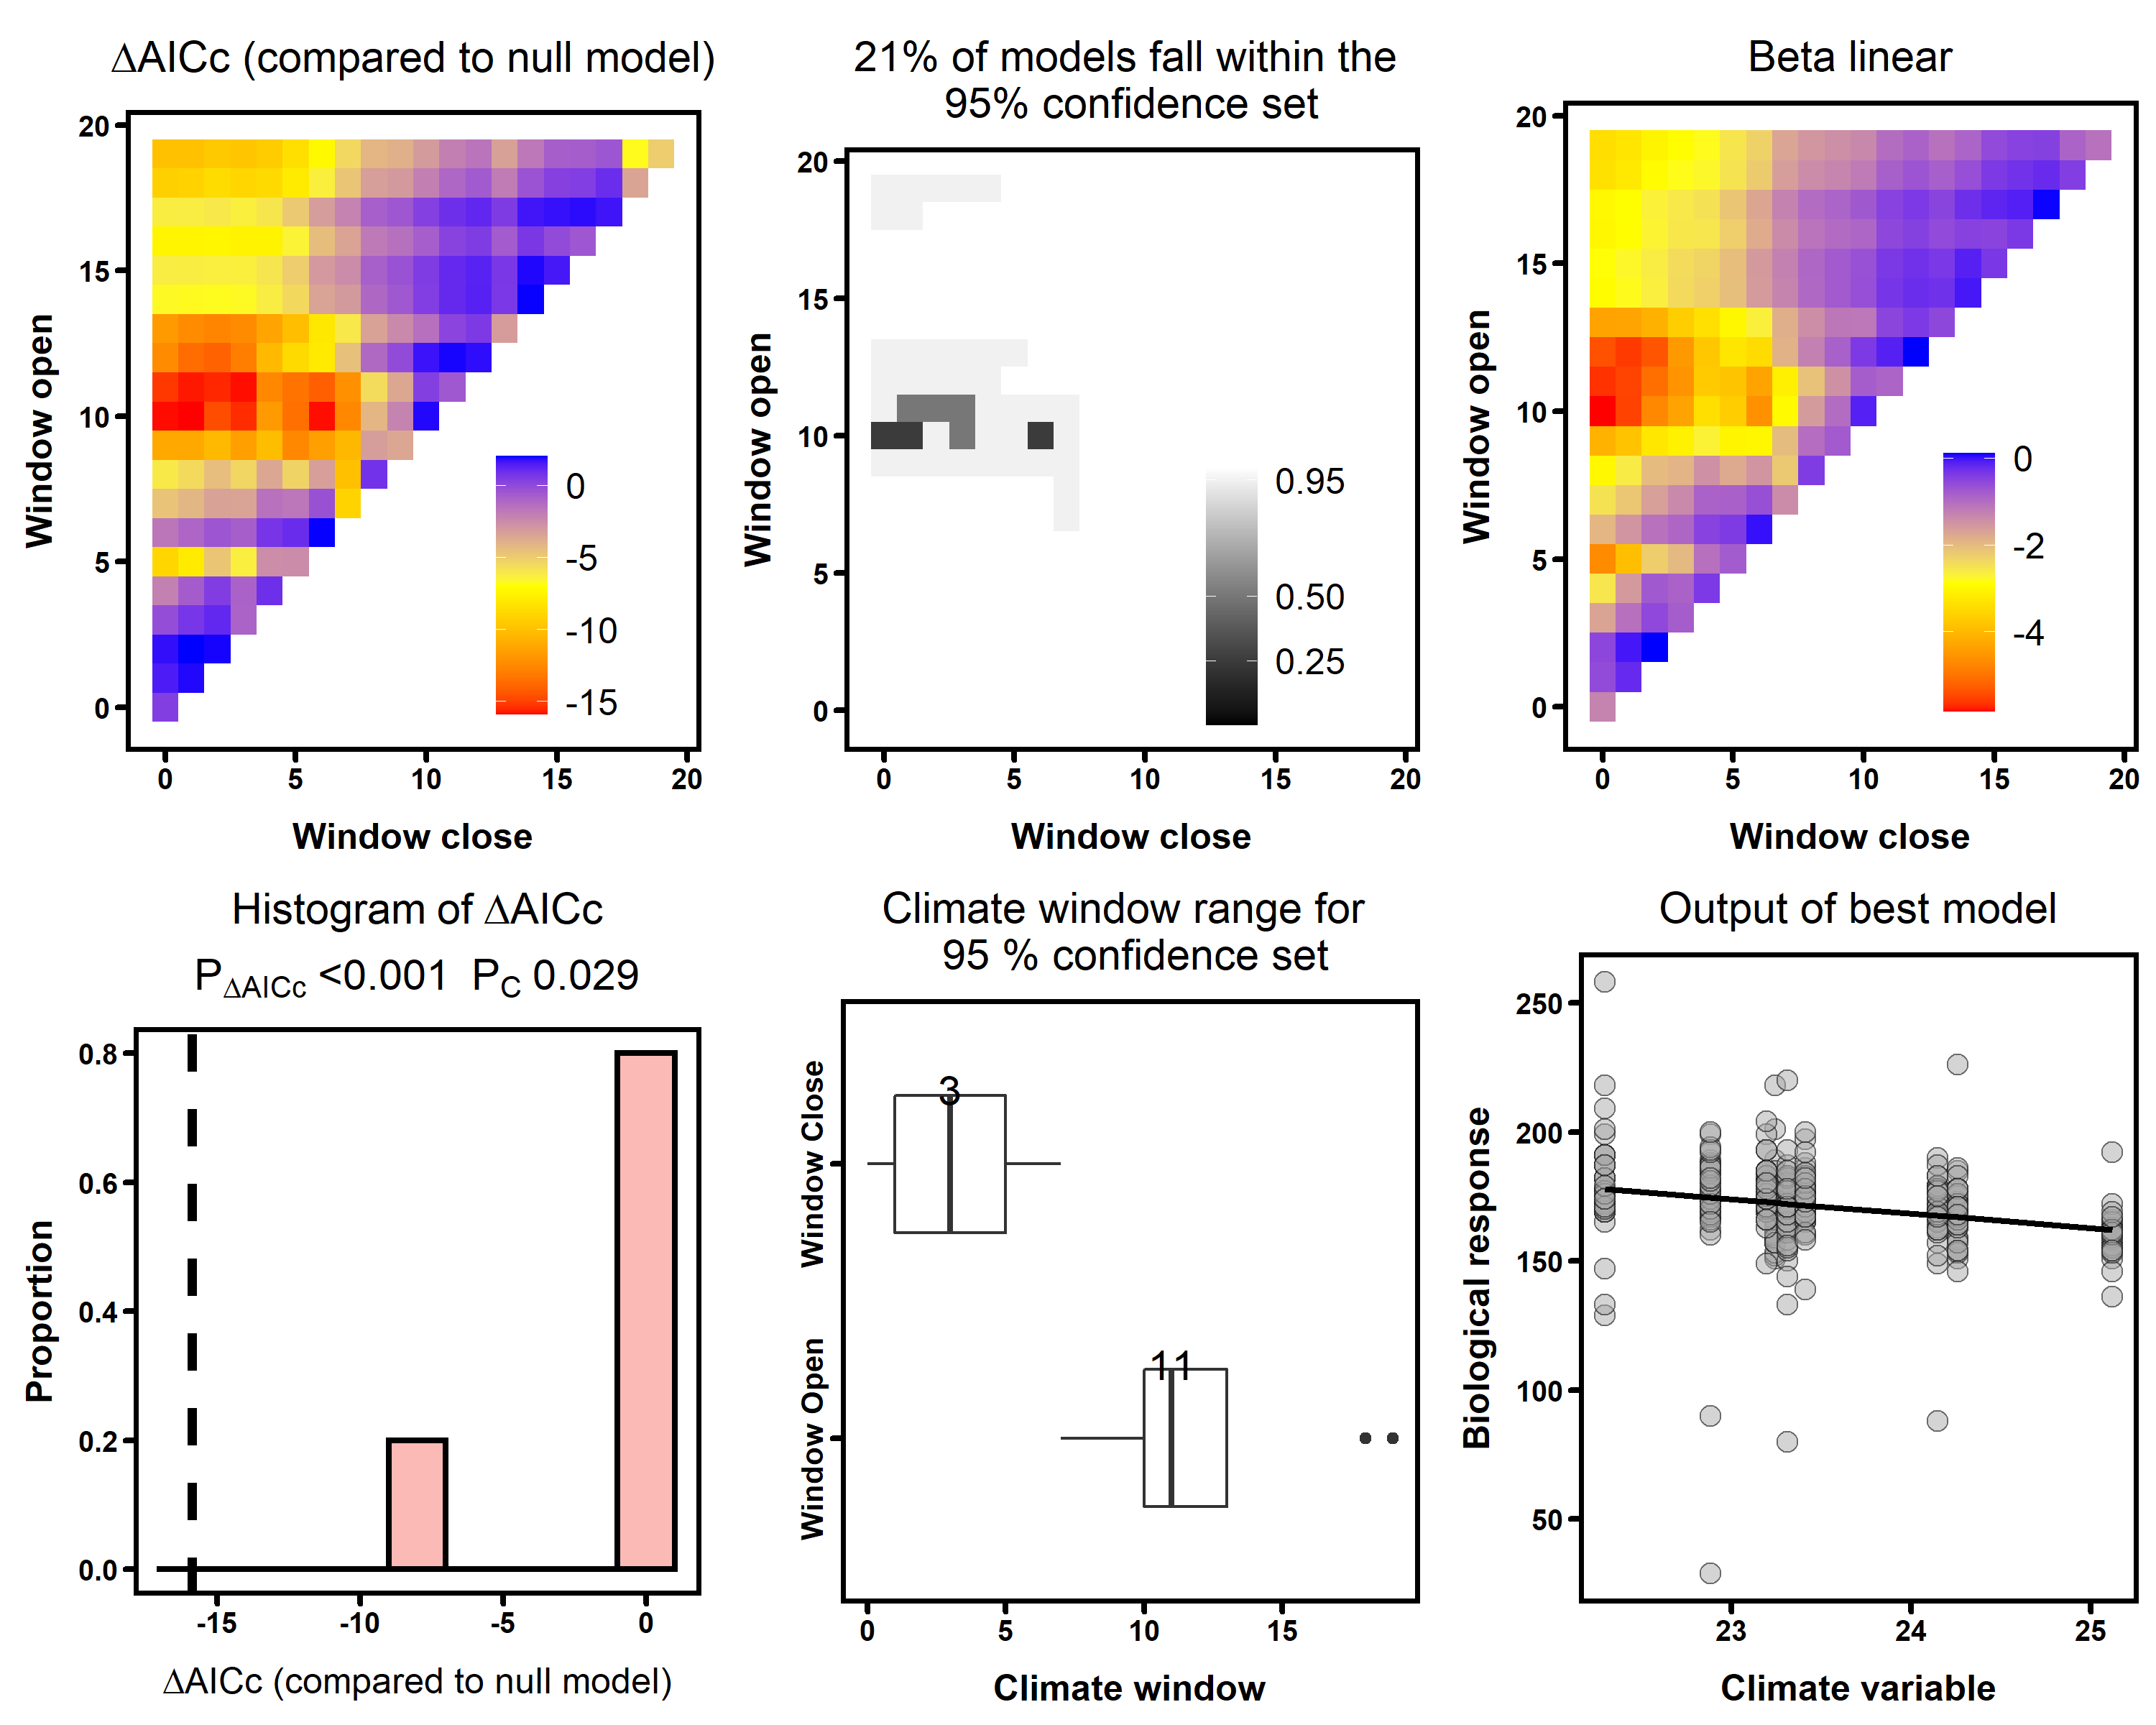 ΔAICc (compared to null model)
20
15
10
5
0
Window open
0
-5
-10
-15
0 5 10 15 20
Window close
21% of models fall within the
95% confidence set
20
15
10
5
0
Window open
0.95
0.50
0.25
0 5 10 15 20
Window close
Beta linear
20
15
10
5
0
Window open
0
-2
-4
0 5 10 15 20
Window close
Histogram of ΔAICc
PΔAICc <0.001 PC 0.029
0.8
0.6
0.4
0.2
0.0
Proportion
-15 -10 -5 0
ΔAICc (compared to null model)
Climate window range for
95 % confidence set
Window Close
3
Window Open
11
0 5 10 15
Climate window
Output of best model
250
200
150
100
50
Biological response
23 24 25
Climate variable